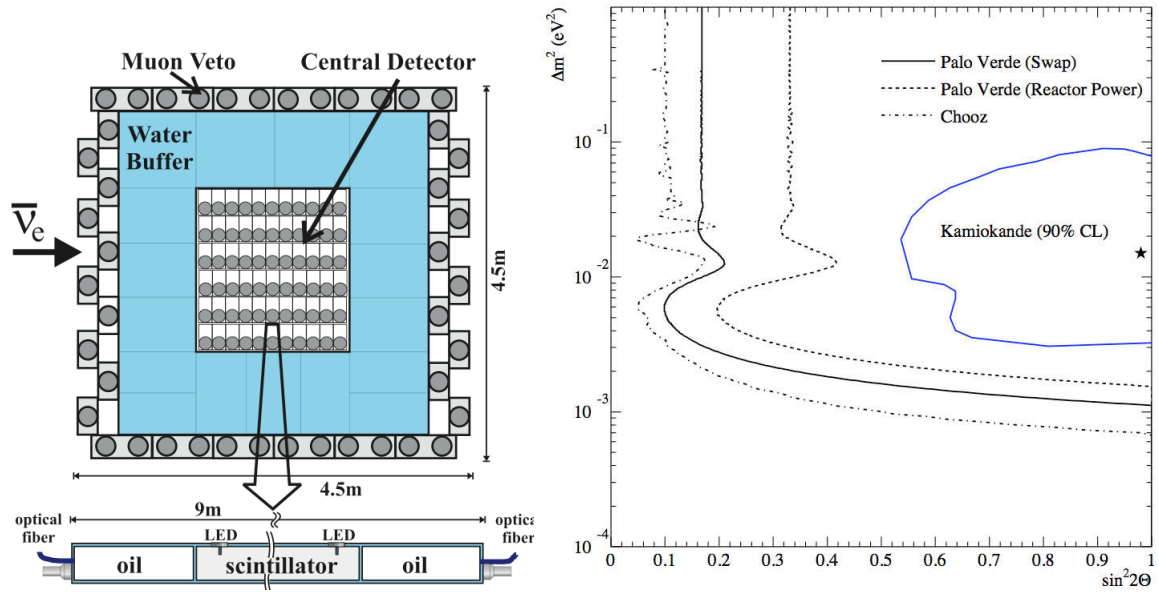 Muon Veto
Central Detector
Water
Buffer
ν̄e
4.5m
4.5m
9m
optical
fiber
LED
LED
optical
fiber
oil
scintillator
oil
Δm² (eV²)
Palo Verde (Swap)
Palo Verde (Reactor Power)
Chooz
Kamiokande (90% CL)
10⁻¹
10⁻²
10⁻³
10⁻⁴
0 0.1 0.2 0.3 0.4 0.5 0.6 0.7 0.8 0.9 1
sin²2Θ